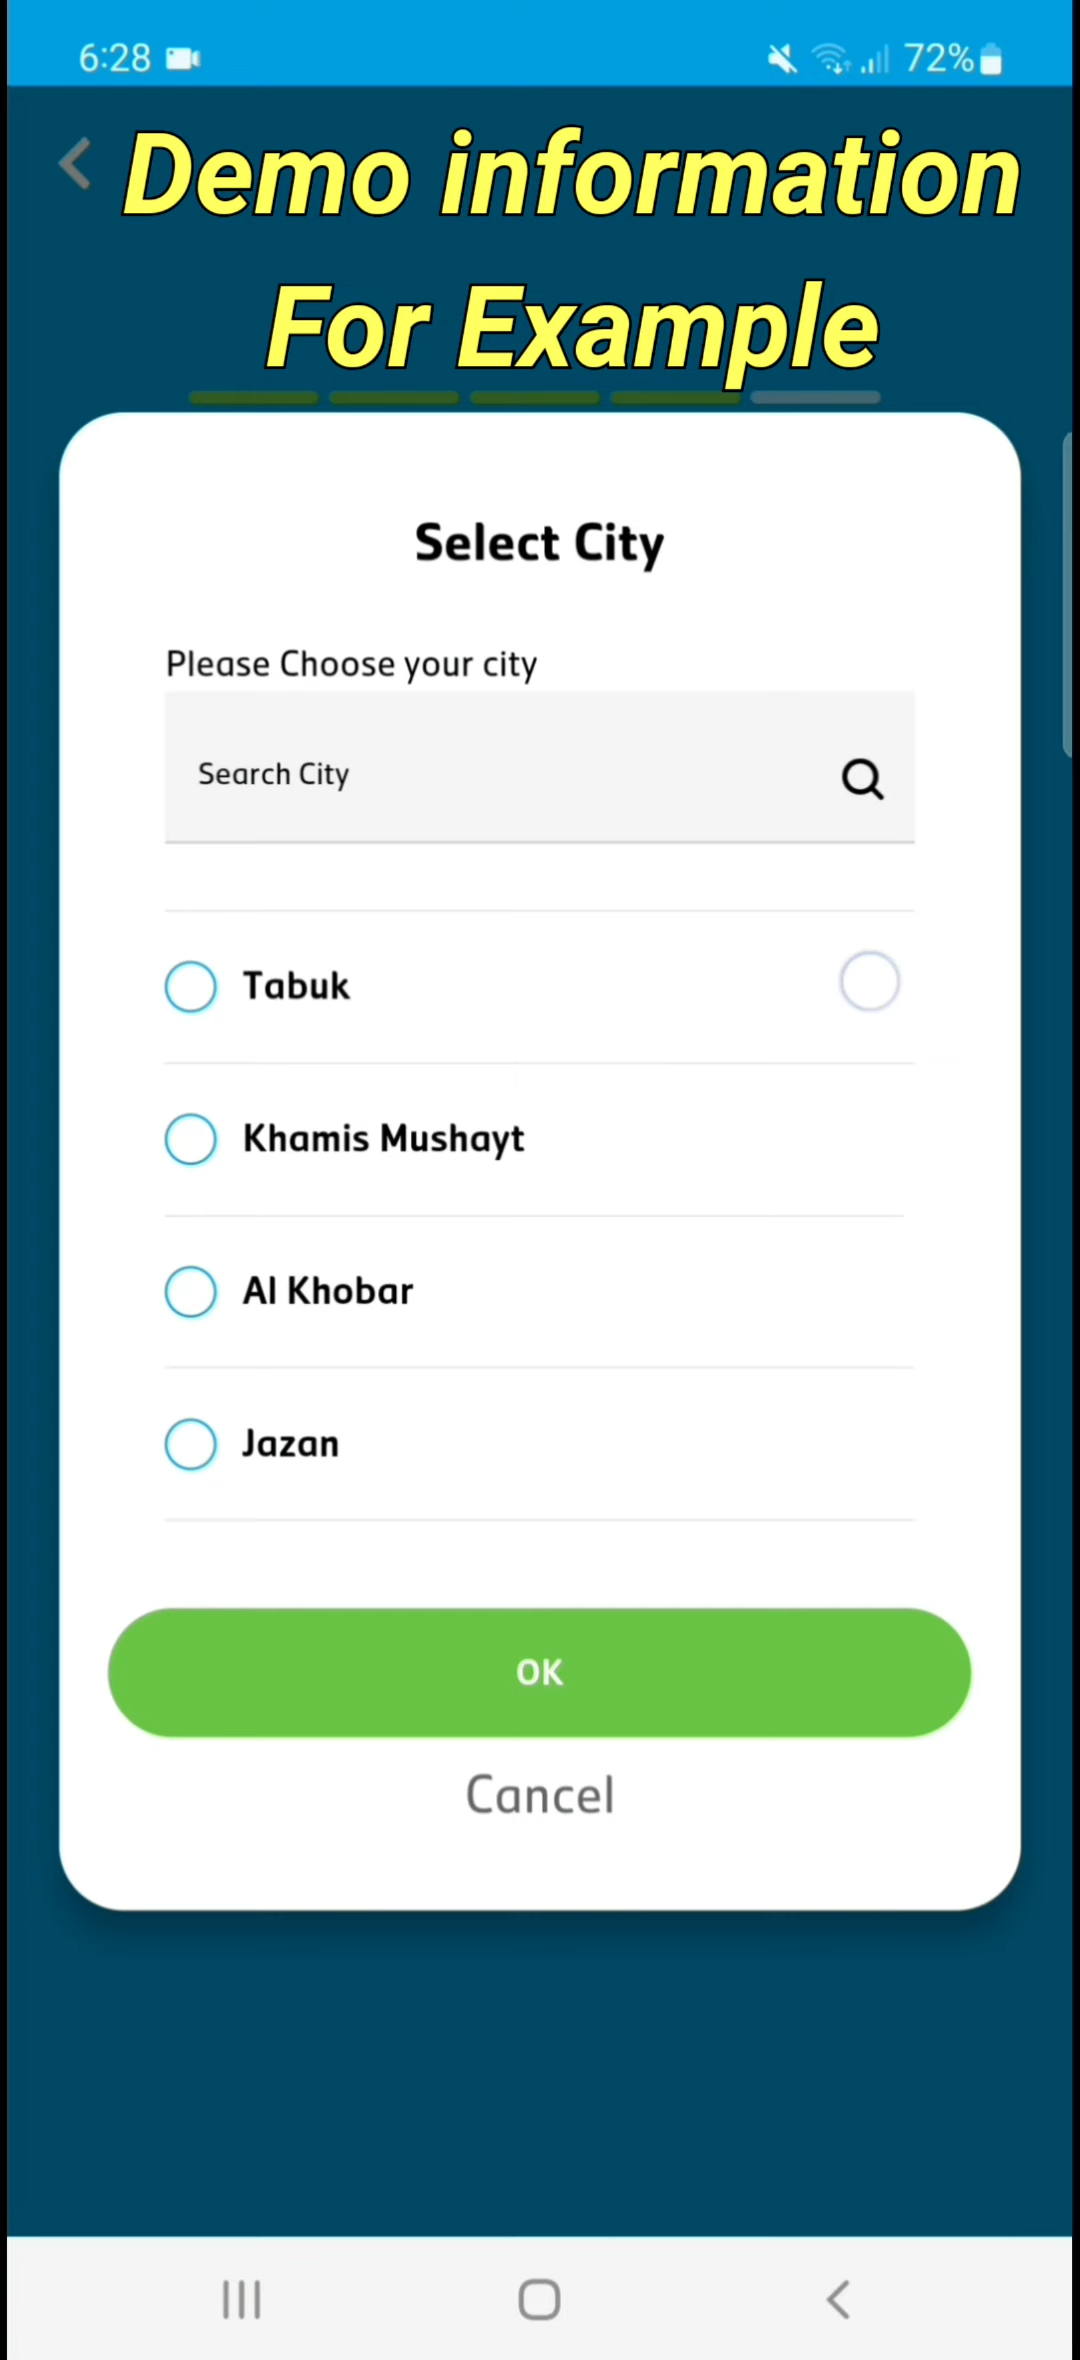 6:28
72%
Demo information
For Example
Select City
Please Choose your city
Search City
Tabuk
Khamis Mushayt
Al Khobar
Jazan
OK
Cancel